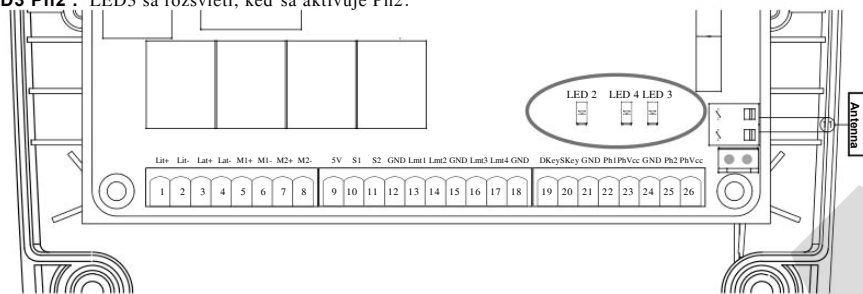 D3 Ph2 : LED3 sa rozsvieti, keď sa aktivuje Ph2.
LED 2 LED 4 LED 3
Antenna
11
Lit+ Lit- Lat+ Lat- M1+ M1- M2+ M2- 5V S1 S2 GND Lmt1 Lmt2 GND Lmt3 Lmt4 GND DKey SKey GND Ph1 PhVcc GND Ph2 PhVcc
1 2 3 4 5 6 7 8 9 10 11 12 13 14 15 16 17 18 19 20 21 22 23 24 25 26